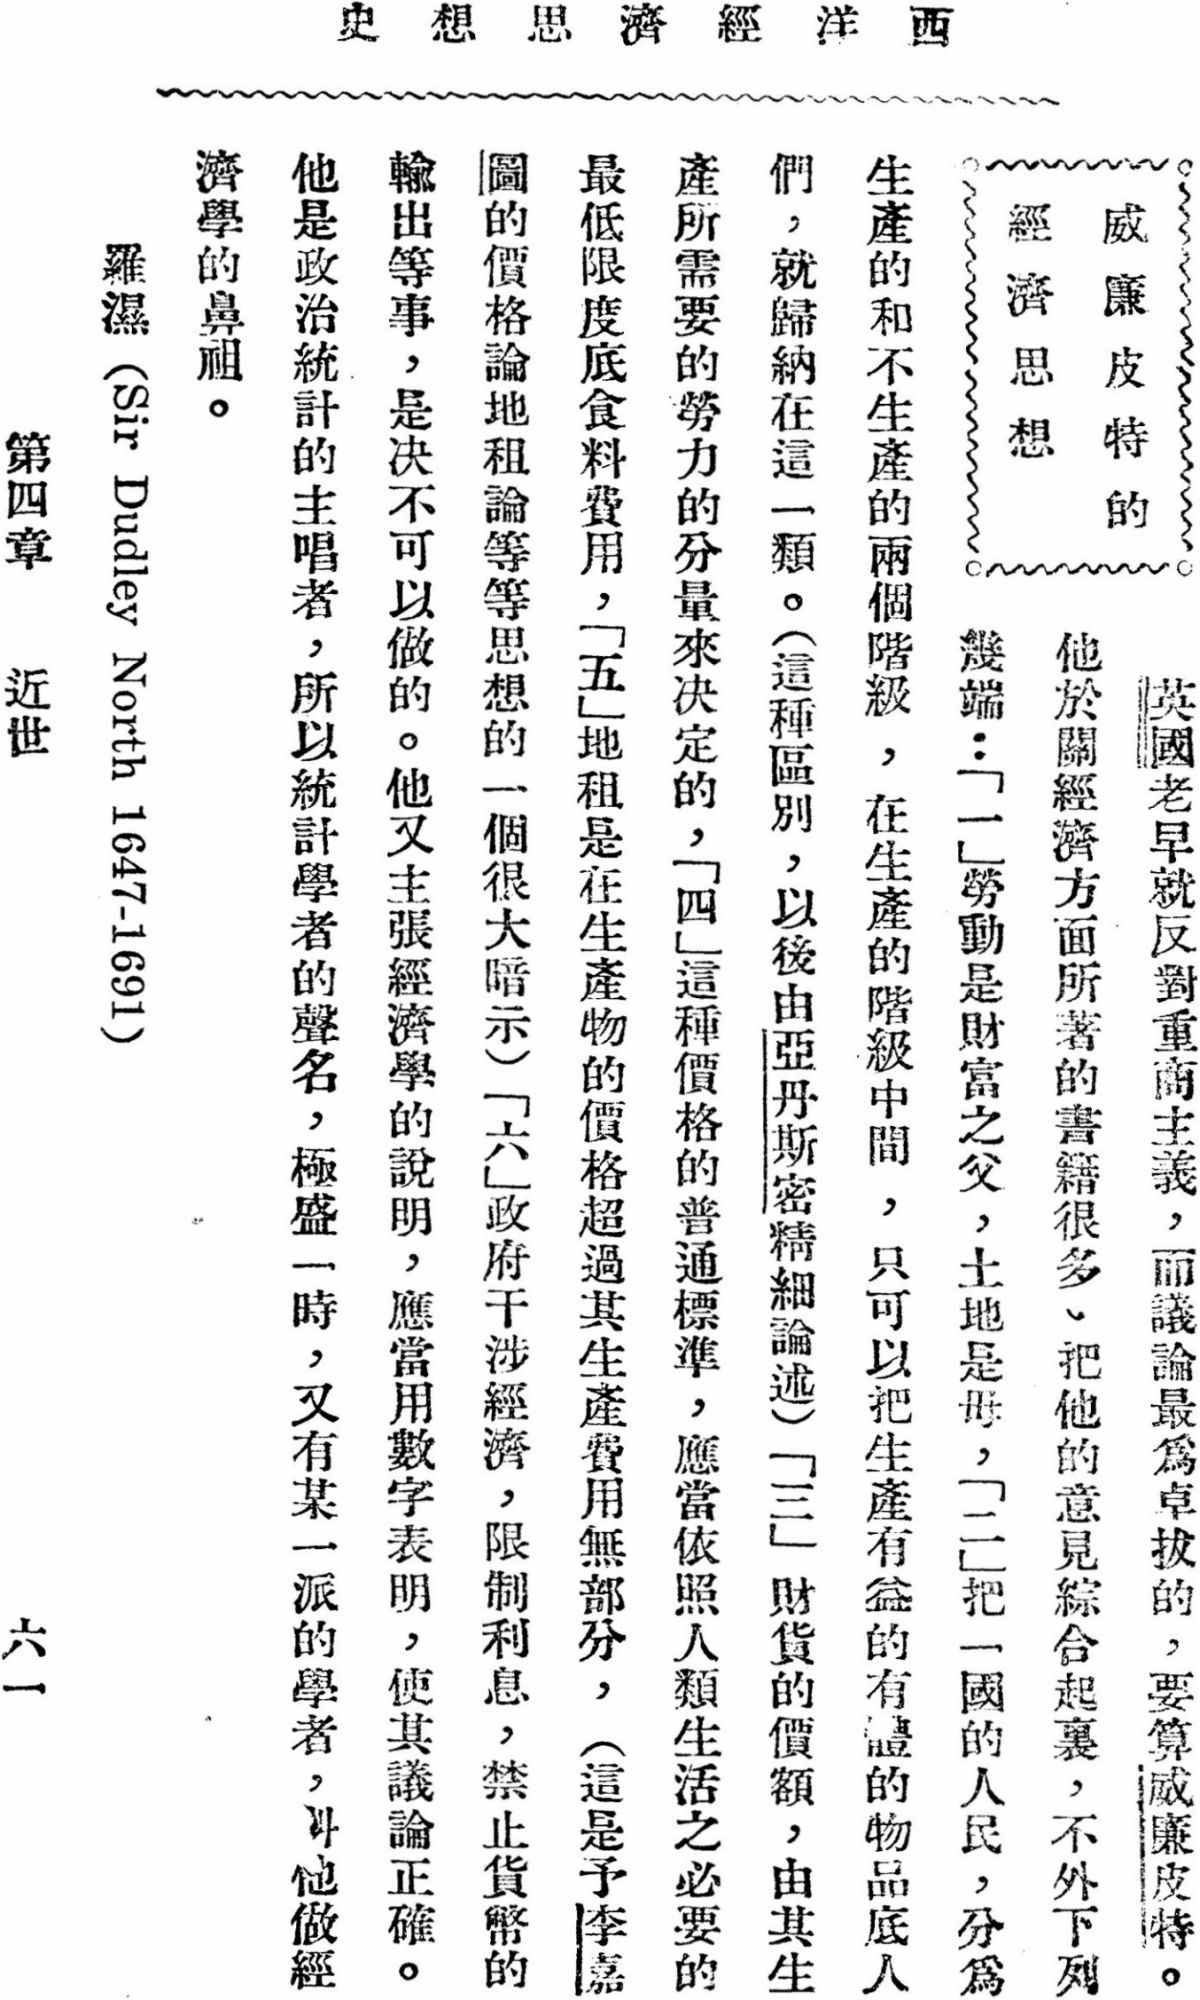 西洋經濟思想史
威廉皮特的
經濟思想
英國老早就反對重商主義，而議論最爲卓拔的，要算威廉皮特。
他於關經濟方面所著的書籍很多、把他的意見綜合起裏，不外下列
幾端：「一」勞動是財富之父，土地是毋，「二」把一國的人民，分爲
生產的和不生產的兩個階級，在生產的階級中間，只可以把生產有益的有體的物品底人
們，就歸納在這一類。（這種區別，以後由亞丹斯密精細論述）「三」財貨的價額，由其生
產所需要的勞力的分量來决定的，「四」這種價格的普通標準，應當依照人類生活之必要的
最低限度底食料費用，「五」地租是在生產物的價格超過其生產費用無部分，（這是予李嘉
圖的價格論地租論等等思想的一個很大暗示）「六」政府干涉經濟，限制利息，禁止貨幣的
輸出等事，是决不可以做的。他又主張經濟學的說明，應當用數字表明，使其議論正確。
他是政治統計的主唱者，所以統計學者的聲名，極盛一時，又有某一派的學者，叫他做經
濟學的鼻祖。
羅濕（Sir Dudley North 1647-1691）
第四章 近世 六一